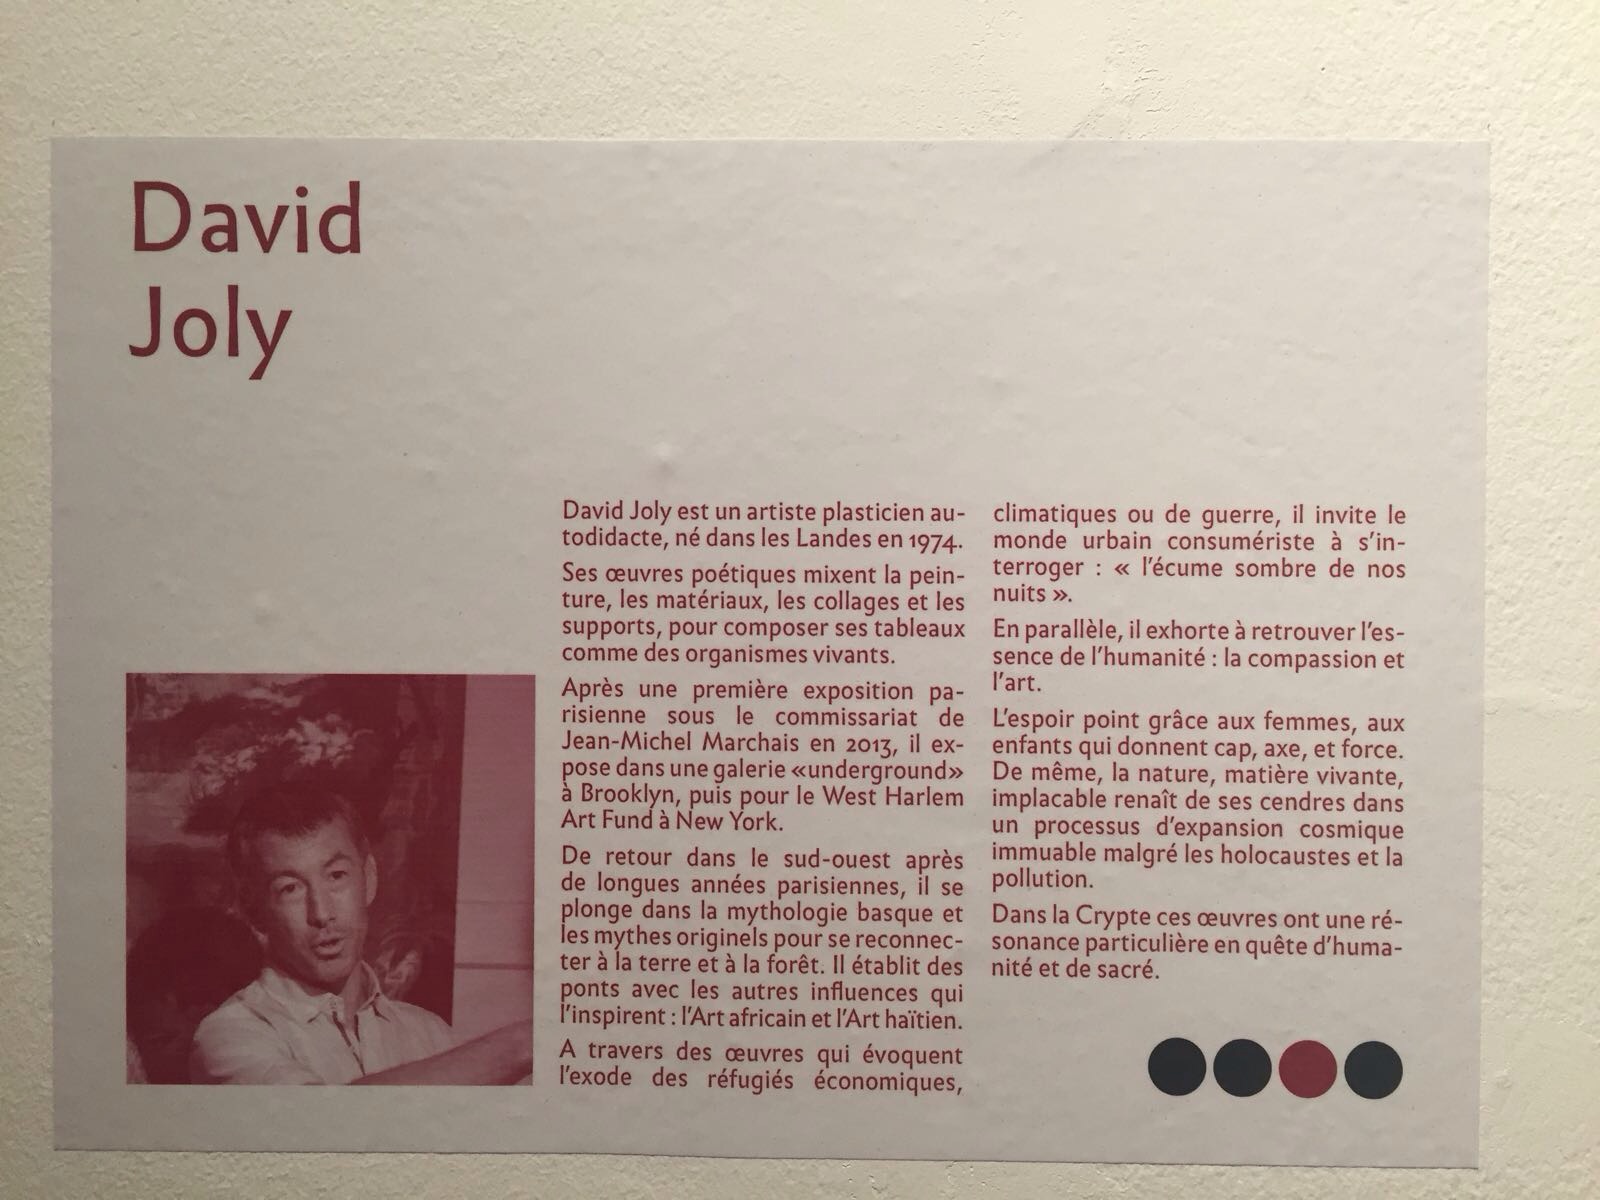 David
Joly
David Joly est un artiste plasticien au-
todidacte, né dans les Landes en 1974.
Ses œuvres poétiques mixent la pein-
ture, les matériaux, les collages et les
supports, pour composer ses tableaux
comme des organismes vivants.
Après une première exposition pa-
risienne sous le commissariat de
Jean-Michel Marchais en 2013, il ex-
pose dans une galerie «underground»
à Brooklyn, puis pour le West Harlem
Art Fund à New York.
De retour dans le sud-ouest après
de longues années parisiennes, il se
plonge dans la mythologie basque et
les mythes originels pour se reconnec-
ter à la terre et à la forêt. Il établit des
ponts avec les autres influences qui
l'inspirent : l'Art africain et l'Art haïtien.
A travers des œuvres qui évoquent
l'exode des réfugiés économiques,
climatiques ou de guerre, il invite le
monde urbain consumériste à s'in-
terroger : « l'écume sombre de nos
nuits ».
En parallèle, il exhorte à retrouver l'es-
sence de l'humanité : la compassion et
l'art.
L'espoir point grâce aux femmes, aux
enfants qui donnent cap, axe, et force.
De même, la nature, matière vivante,
implacable renaît de ses cendres dans
un processus d'expansion cosmique
immuable malgré les holocaustes et la
pollution.
Dans la Crypte ces œuvres ont une ré-
sonance particulière en quête d'huma-
nité et de sacré.